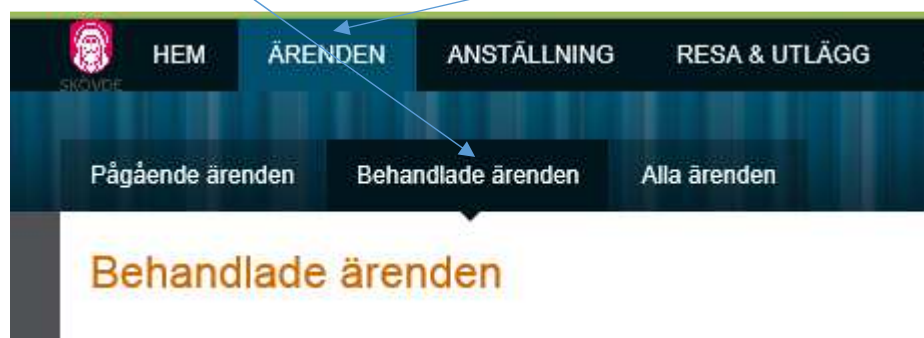 SKÖVDE
HEM ÄRENDEN ANSTÄLLNING RESA & UTLÄGG
Pågående ärenden Behandlade ärenden Alla ärenden
Behandlade ärenden